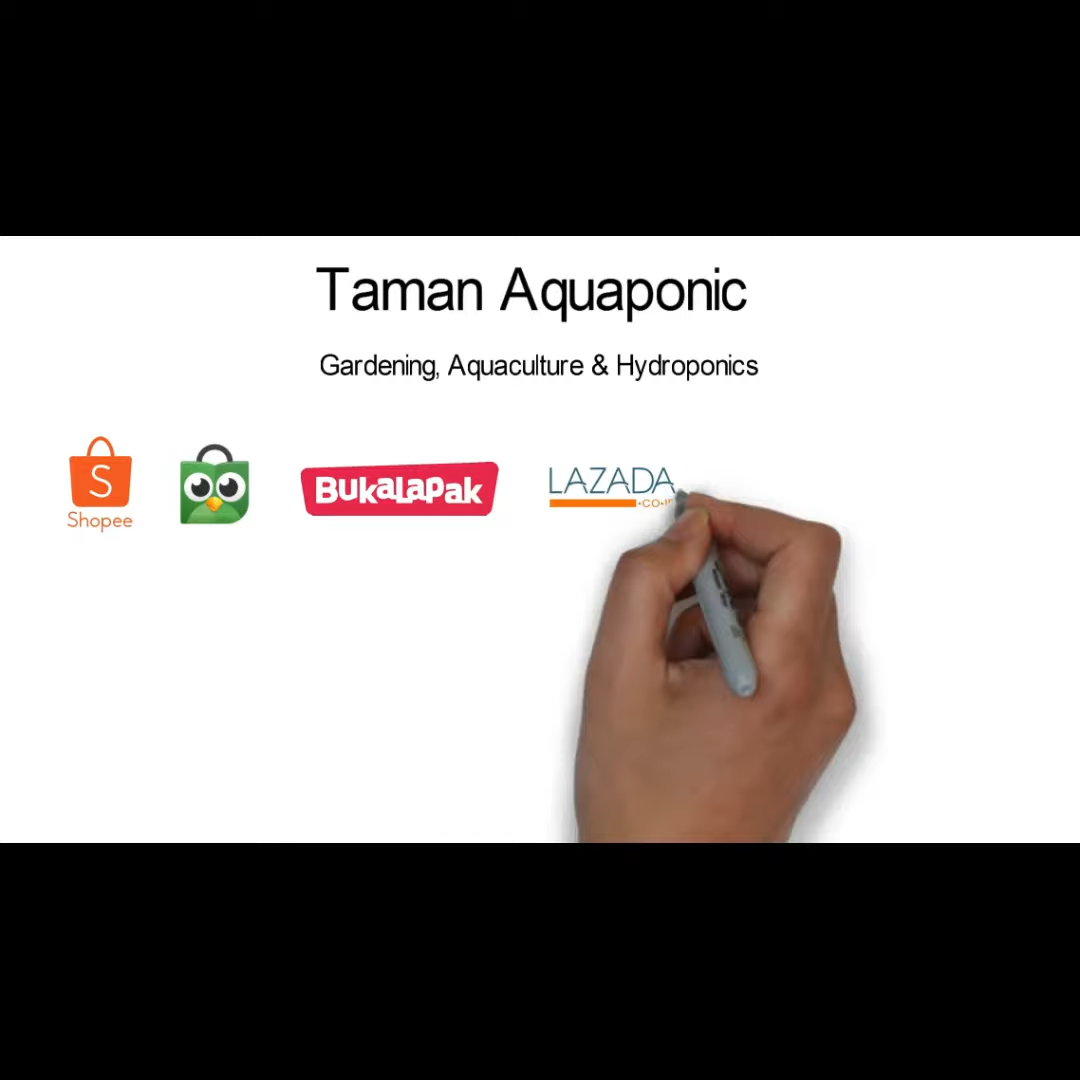 Taman Aquaponic
Gardening, Aquaculture & Hydroponics
S
Shopee
BukaLapak
LAZADA